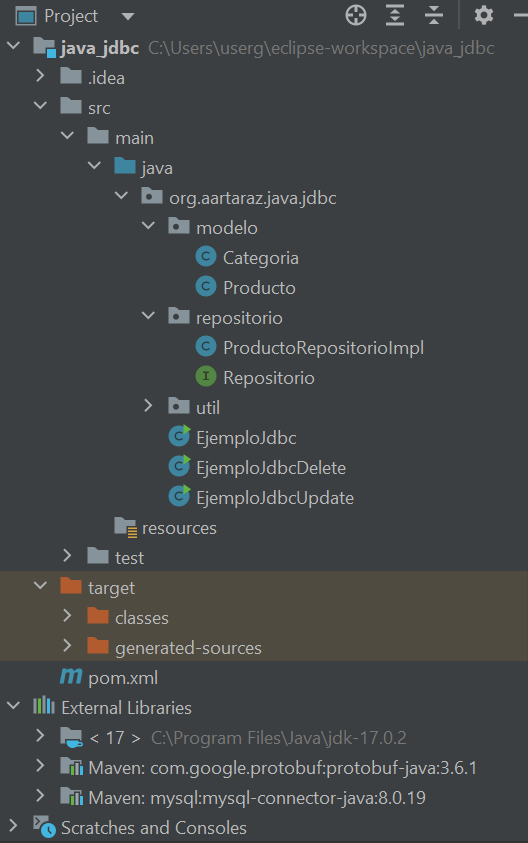 Project
java_jdbc C:\Users\userg\eclipse-workspace\java_jdbc
.idea
src
main
java
org.aartaraz.java.jdbc
modelo
C Categoria
C Producto
repositorio
C ProductoRepositorioImpl
I Repositorio
util
C EjemploJdbc
C EjemploJdbcDelete
C EjemploJdbcUpdate
resources
test
target
classes
generated-sources
m pom.xml
External Libraries
< 17 > C:\Program Files\Java\jdk-17.0.2
Maven: com.google.protobuf:protobuf-java:3.6.1
Maven: mysql:mysql-connector-java:8.0.19
Scratches and Consoles